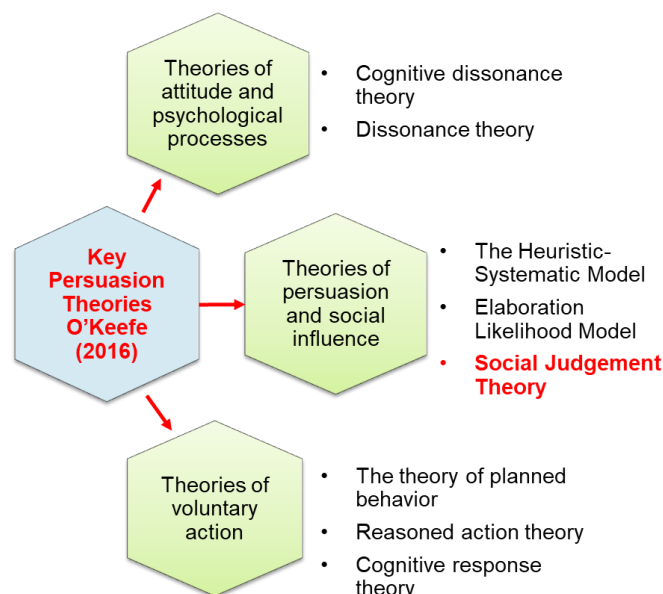 Key
Persuasion
Theories
O'Keefe
(2016)
Theories of
attitude and
psychological
processes
• Cognitive dissonance
theory
• Dissonance theory
Theories of
persuasion
and social
influence
• The Heuristic-
Systematic Model
• Elaboration
Likelihood Model
• Social Judgement
Theory
Theories of
voluntary
action
• The theory of planned
behavior
• Reasoned action theory
• Cognitive response
theory